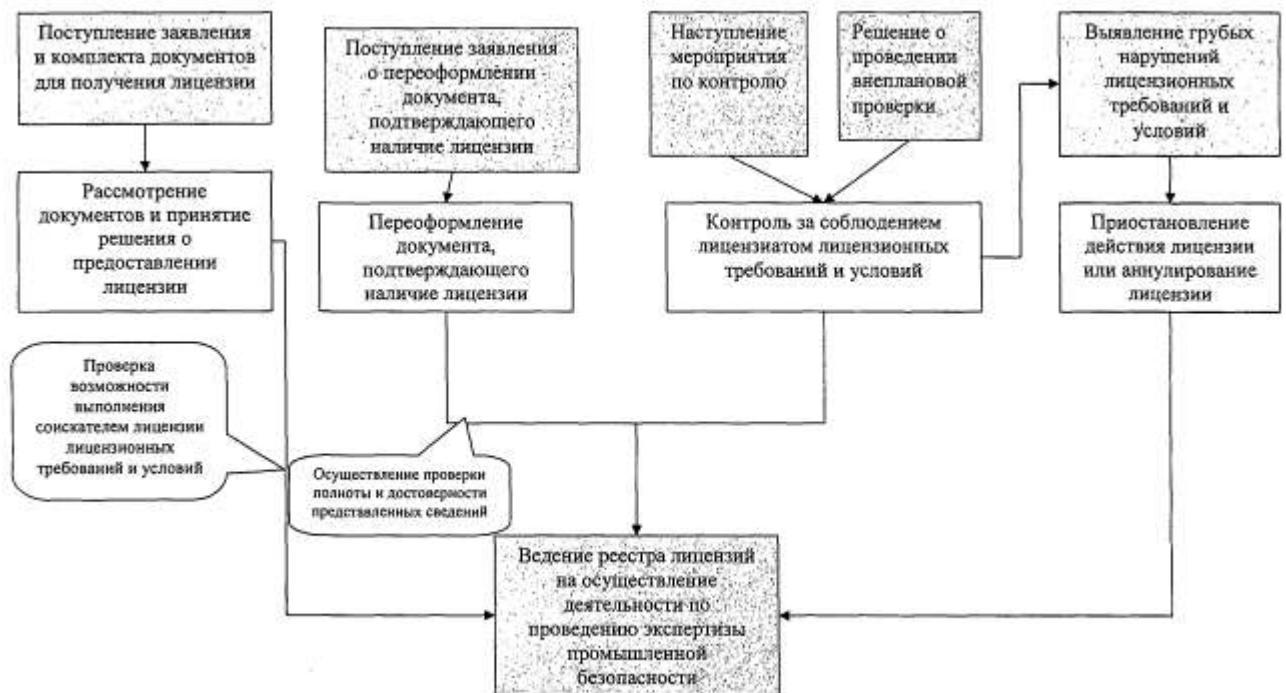 Поступление заявления
и комплекта документов
для получения лицензии
Поступление заявления
о переоформлении
документа,
подтверждающего
наличие лицензии
Наступление
мероприятия
по контролю
Решение о
проведении
внеплановой
проверки
Выявление грубых
нарушений
лицензионных
требований и
условий
Рассмотрение
документов и принятие
решения о
предоставлении
лицензии
Переоформление
документа,
подтверждающего
наличие лицензии
Контроль за соблюдением
лицензиатом лицензионных
требований и условий
Приостановление
действия лицензии
или аннулирование
лицензии
Проверка
возможности
выполнения
соискателем лицензии
лицензионных
требований и условий
Осуществление проверки
полноты и достоверности
представленных сведений
Ведение реестра лицензий
на осуществление
деятельности по
проведению экспертизы
промышленной
безопасности